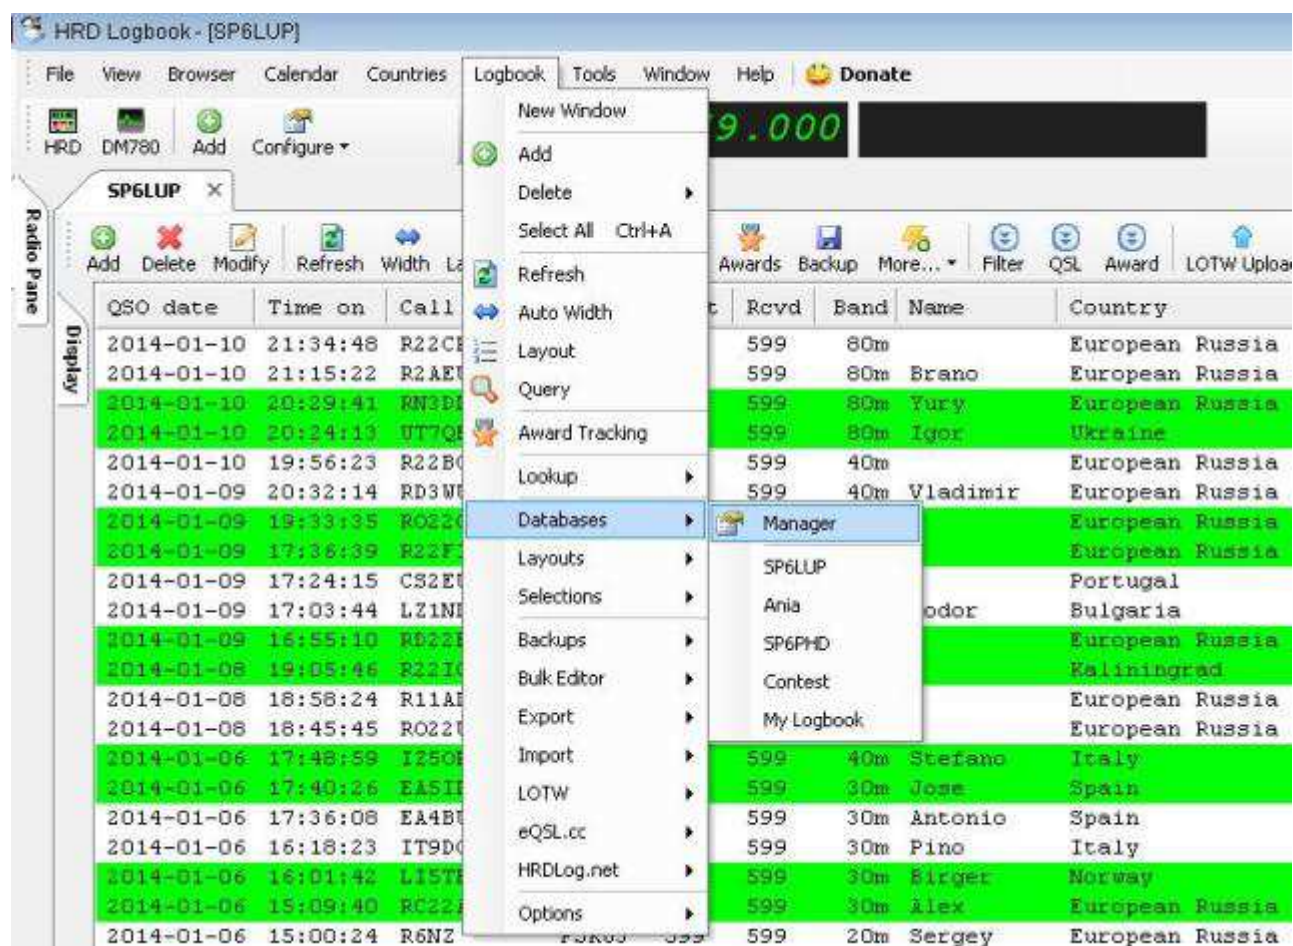 HRD Logbook - [SP6LUP]
File View Browser Calendar Countries Logbook Tools Window Help Donate
HRD DM780 Add Configure 9.000
SP6LUP
Radio Pane
Display
Add Delete Modify Refresh Width Awards Backup More... Filter QSL Award LOTW Uploa
QSO date Time on Call Rcvd Band Name Country
2014-01-10 21:34:48 599 80m European Russia
2014-01-10 21:15:22 599 80m Brano European Russia
2014-01-10 20:29:41 599 80m Yury European Russia
2014-01-10 20:24:13 599 80m Igor Ukraine
2014-01-10 19:56:23 599 40m European Russia
2014-01-09 20:32:14 599 40m Vladimir European Russia
2014-01-09 19:33:35 European Russia
2014-01-09 17:36:39 European Russia
2014-01-09 17:24:15 Portugal
2014-01-09 17:03:44 odor Bulgaria
2014-01-09 16:55:10 European Russia
2014-01-08 19:05:46 Kaliningrad
2014-01-08 18:58:24 European Russia
2014-01-08 18:45:45 European Russia
2014-01-06 17:48:59 599 40m Stefano Italy
2014-01-06 17:40:26 599 30m Jose Spain
2014-01-06 17:36:08 599 30m Antonio Spain
2014-01-06 16:18:23 599 30m Pino Italy
2014-01-06 16:01:42 599 30m Birger Norway
2014-01-06 15:09:40 599 30m Alex European Russia
2014-01-06 15:00:24 R6NZ 599 20m Sergey European Russia
New Window
Add
Delete
Select All Ctrl+A
Refresh
Auto Width
Layout
Query
Award Tracking
Lookup
Databases
Layouts
Selections
Backups
Bulk Editor
Export
Import
LOTW
eQSL.cc
HRDLog.net
Options
Manager
SP6LUP
Ania
SP6PHD
Contest
My Logbook